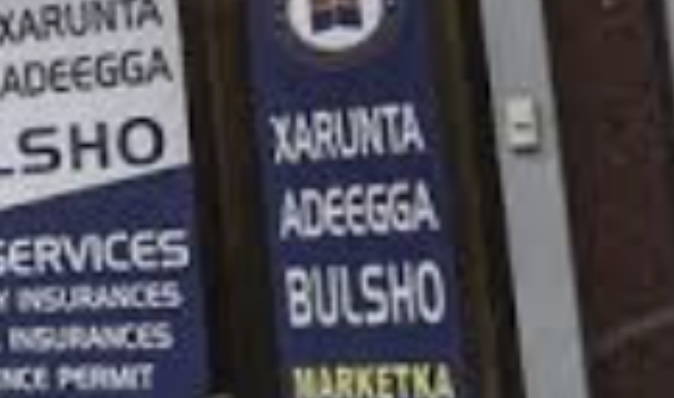 XARUNTA
ADEEGGA
LSHO
SERVICES
Y INSURANCES
INSURANCES
NCE PERMIT
XARUNTA
ADEEGGA
BULSHO
MARKETKA